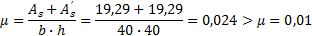 μ = (A_s + A_s^') / (b · h) = (19,29 + 19,29) / (40 · 40) = 0,024 > μ = 0,01